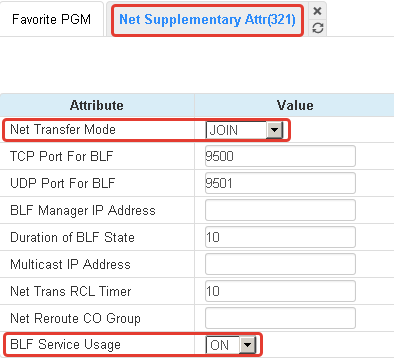 Favorite PGM Net Supplementary Attr(321)
Attribute Value
Net Transfer Mode JOIN
TCP Port For BLF 9500
UDP Port For BLF 9501
BLF Manager IP Address
Duration of BLF State 10
Multicast IP Address
Net Trans RCL Timer 10
Net Reroute CO Group
BLF Service Usage ON